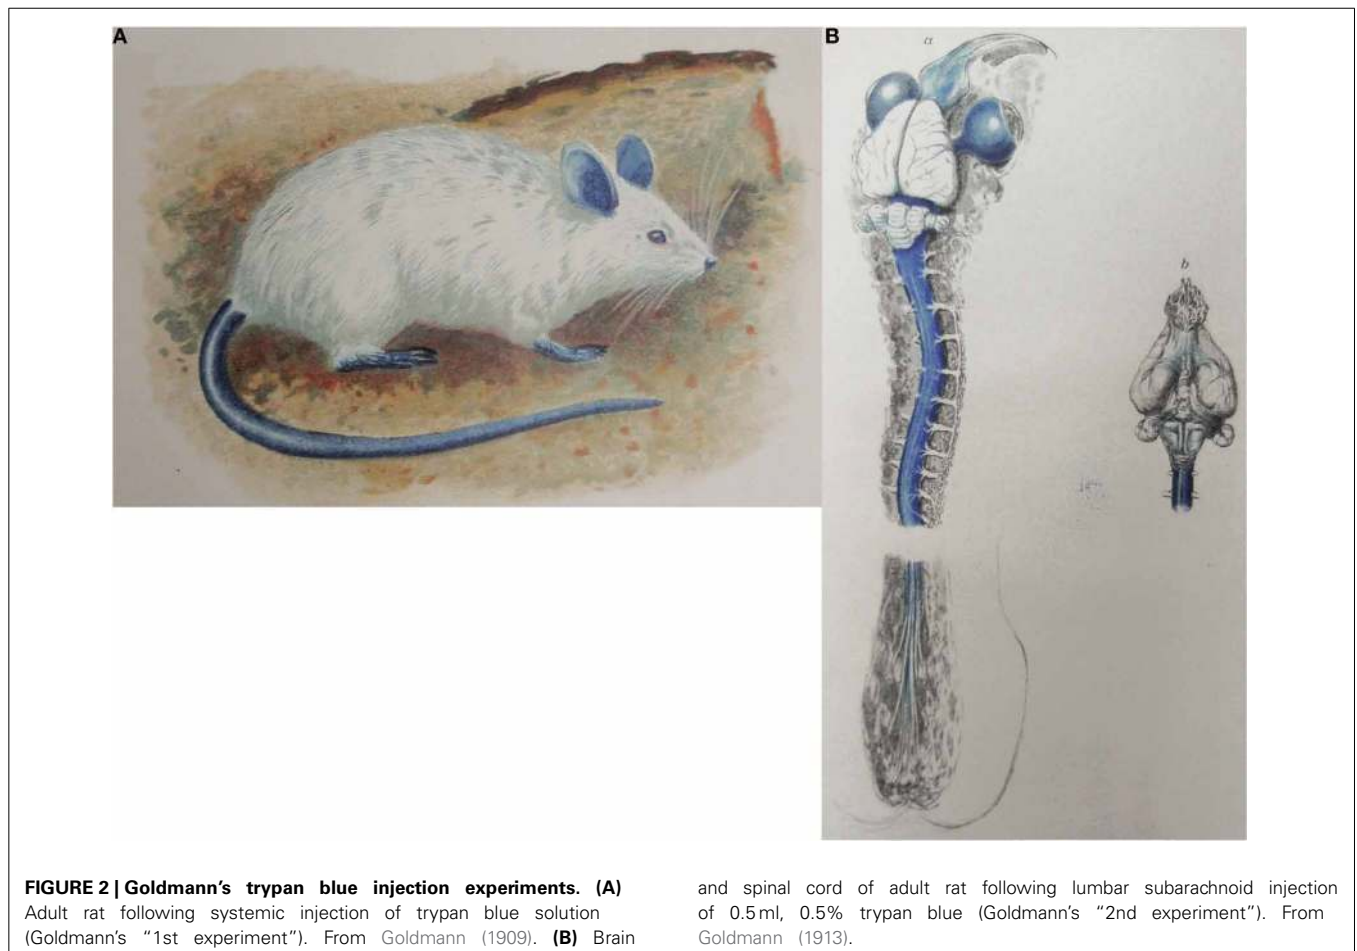 A
B
a
b
FIGURE 2 | Goldmann's trypan blue injection experiments. (A)
Adult rat following systemic injection of trypan blue solution
(Goldmann's "1st experiment"). From Goldmann (1909). (B) Brain
and spinal cord of adult rat following lumbar subarachnoid injection
of 0.5 ml, 0.5% trypan blue (Goldmann's "2nd experiment"). From
Goldmann (1913).